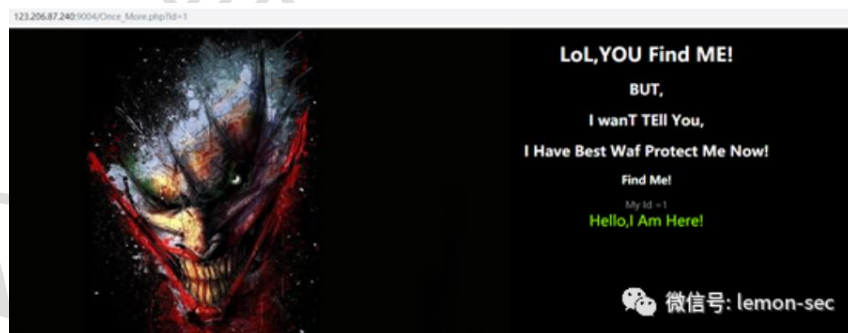 123.206.87.240:9004/Once_More.php?id=1
LoL,YOU Find ME!
BUT,
I wanT TEll You,
I Have Best Waf Protect Me Now!
Find Me!
My Id =1
Hello,I Am Here!
微信号: lemon-sec